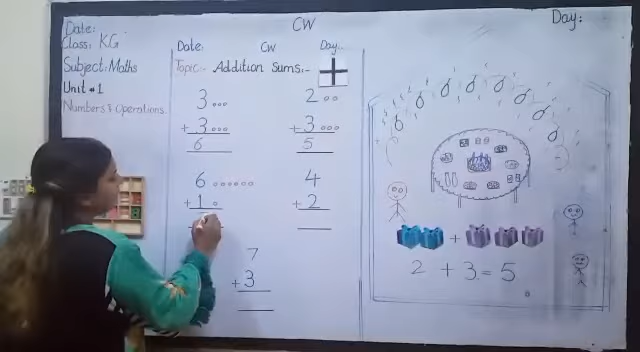 CW
Day:
Date:
Class: KG
Subject: Maths
Unit #1
Numbers & Operations
Date: CW Day:
Topic:- Addition Sums:- +
3
+ 3
6
2
+ 3
5
6
+ 1
4
+ 2
7
+ 3
+
2 + 3 = 5